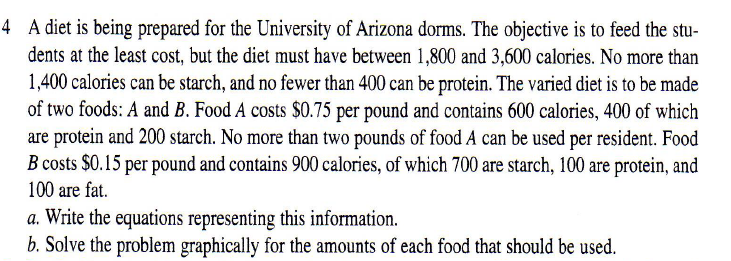 4 A diet is being prepared for the University of Arizona dorms. The objective is to feed the stu-
dents at the least cost, but the diet must have between 1,800 and 3,600 calories. No more than
1,400 calories can be starch, and no fewer than 400 can be protein. The varied diet is to be made
of two foods: A and B. Food A costs $0.75 per pound and contains 600 calories, 400 of which
are protein and 200 starch. No more than two pounds of food A can be used per resident. Food
B costs $0.15 per pound and contains 900 calories, of which 700 are starch, 100 are protein, and
100 are fat.
a. Write the equations representing this information.
b. Solve the problem graphically for the amounts of each food that should be used.